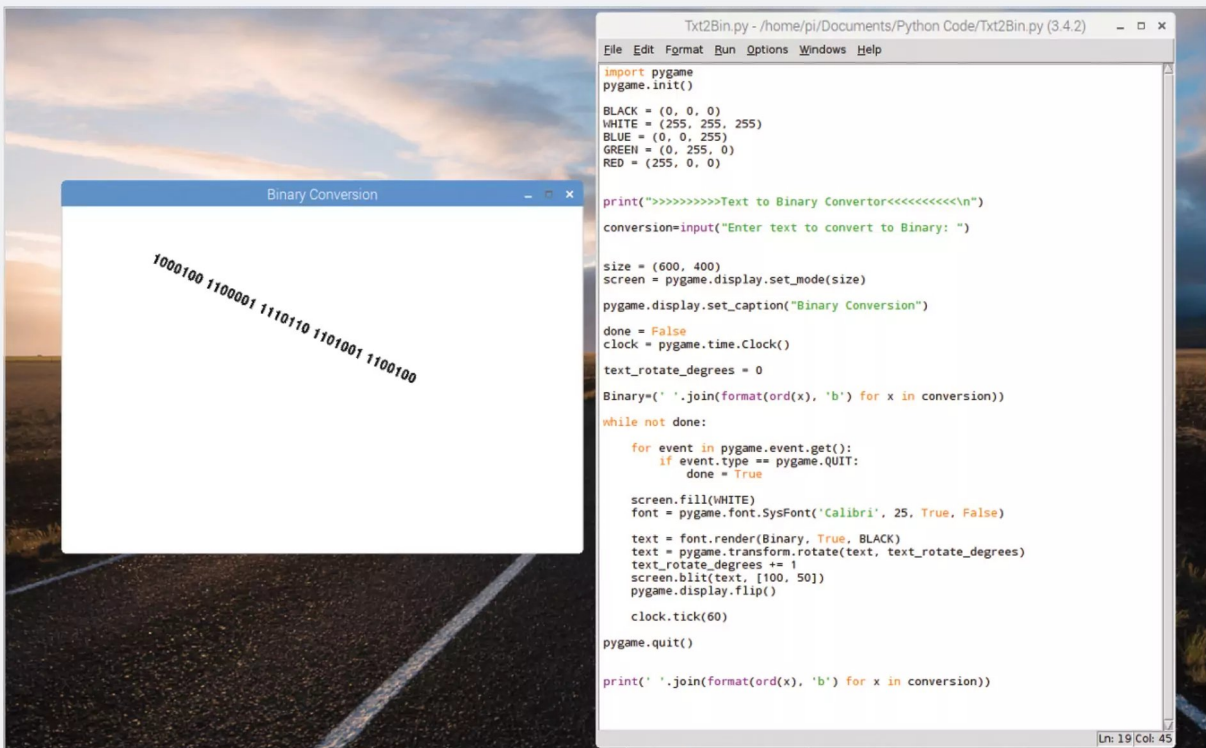 Binary Conversion
1000100 1100001 1110110 1101001 1100100
Txt2Bin.py - /home/pi/Documents/Python Code/Txt2Bin.py (3.4.2)
File Edit Format Run Options Windows Help
import pygame
pygame.init()
BLACK = (0, 0, 0)
WHITE = (255, 255, 255)
BLUE = (0, 0, 255)
GREEN = (0, 255, 0)
RED = (255, 0, 0)
print(">>>>>>>>>>Text to Binary Convertor<<<<<<<<<<\n")
conversion=input("Enter text to convert to Binary: ")
size = (600, 400)
screen = pygame.display.set_mode(size)
pygame.display.set_caption("Binary Conversion")
done = False
clock = pygame.time.Clock()
text_rotate_degrees = 0
Binary=(' '.join(format(ord(x), 'b') for x in conversion))
while not done:
    for event in pygame.event.get():
        if event.type == pygame.QUIT:
            done = True
    screen.fill(WHITE)
    font = pygame.font.SysFont('Calibri', 25, True, False)
    text = font.render(Binary, True, BLACK)
    text = pygame.transform.rotate(text, text_rotate_degrees)
    text_rotate_degrees += 1
    screen.blit(text, [100, 50])
    pygame.display.flip()
    clock.tick(60)
pygame.quit()
print(' '.join(format(ord(x), 'b') for x in conversion))
Ln: 19 Col: 45